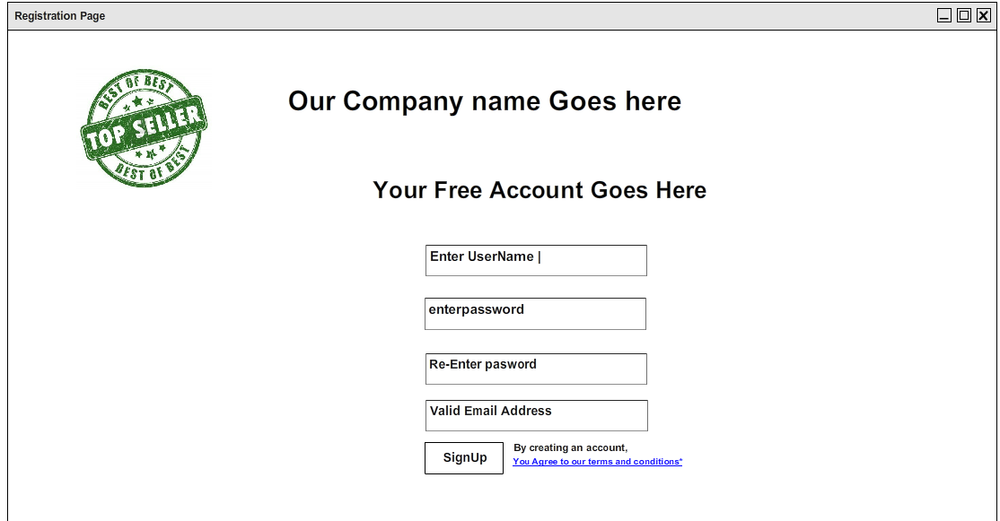 Registration Page
BEST OF BEST
TOP SELLER
BEST OF BEST
Our Company name Goes here
Your Free Account Goes Here
Enter UserName |
enterpassword
Re-Enter pasword
Valid Email Address
SignUp
By creating an account,
You Agree to our terms and conditions*